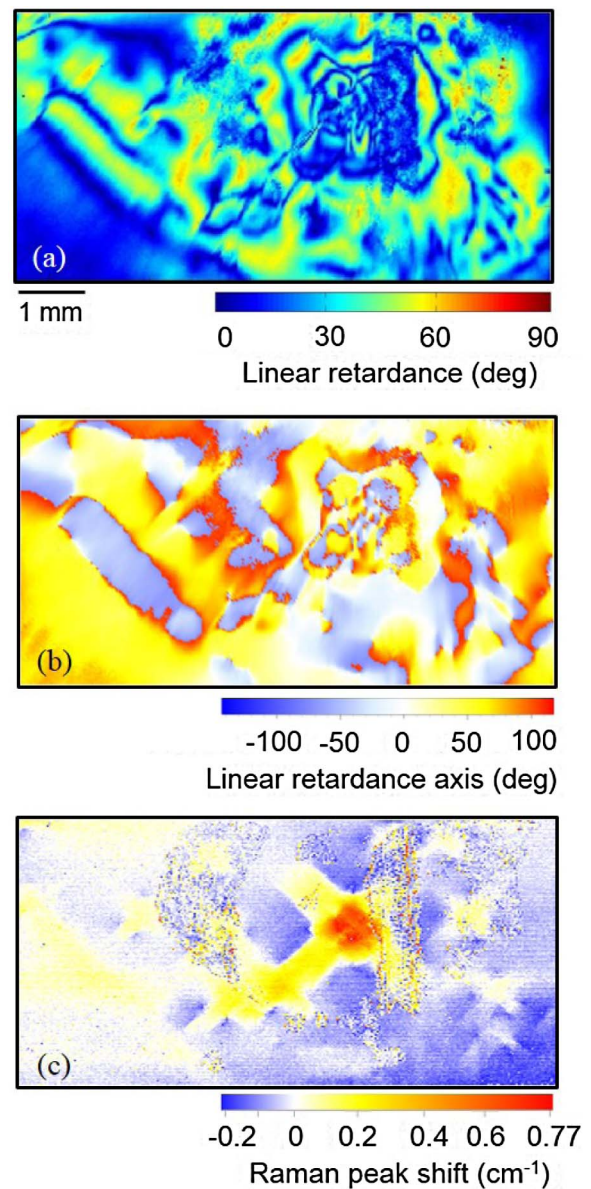 (a)
1 mm
0 30 60 90
Linear retardance (deg)
(b)
-100 -50 0 50 100
Linear retardance axis (deg)
(c)
-0.2 0 0.2 0.4 0.6 0.77
Raman peak shift (cm⁻¹)